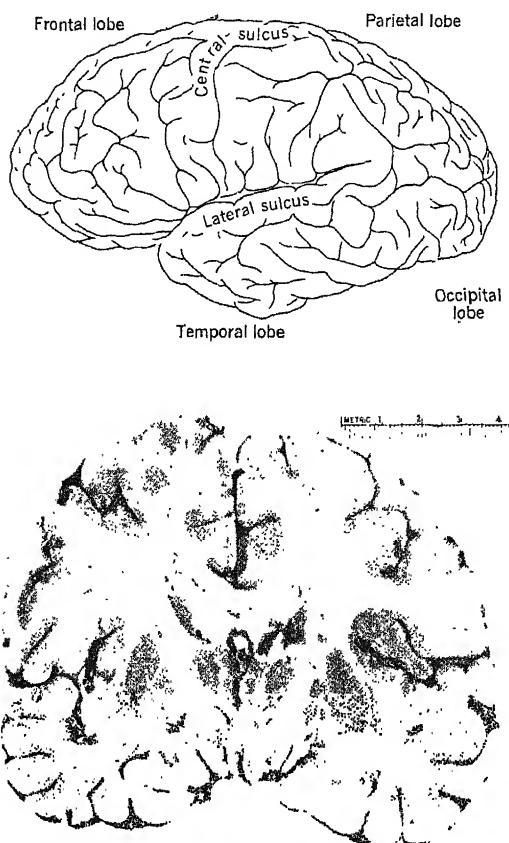 Frontal lobe
Parietal lobe
Central sulcus
Lateral sulcus
Occipital
lobe
Temporal lobe
METRIC 1 2 3 4